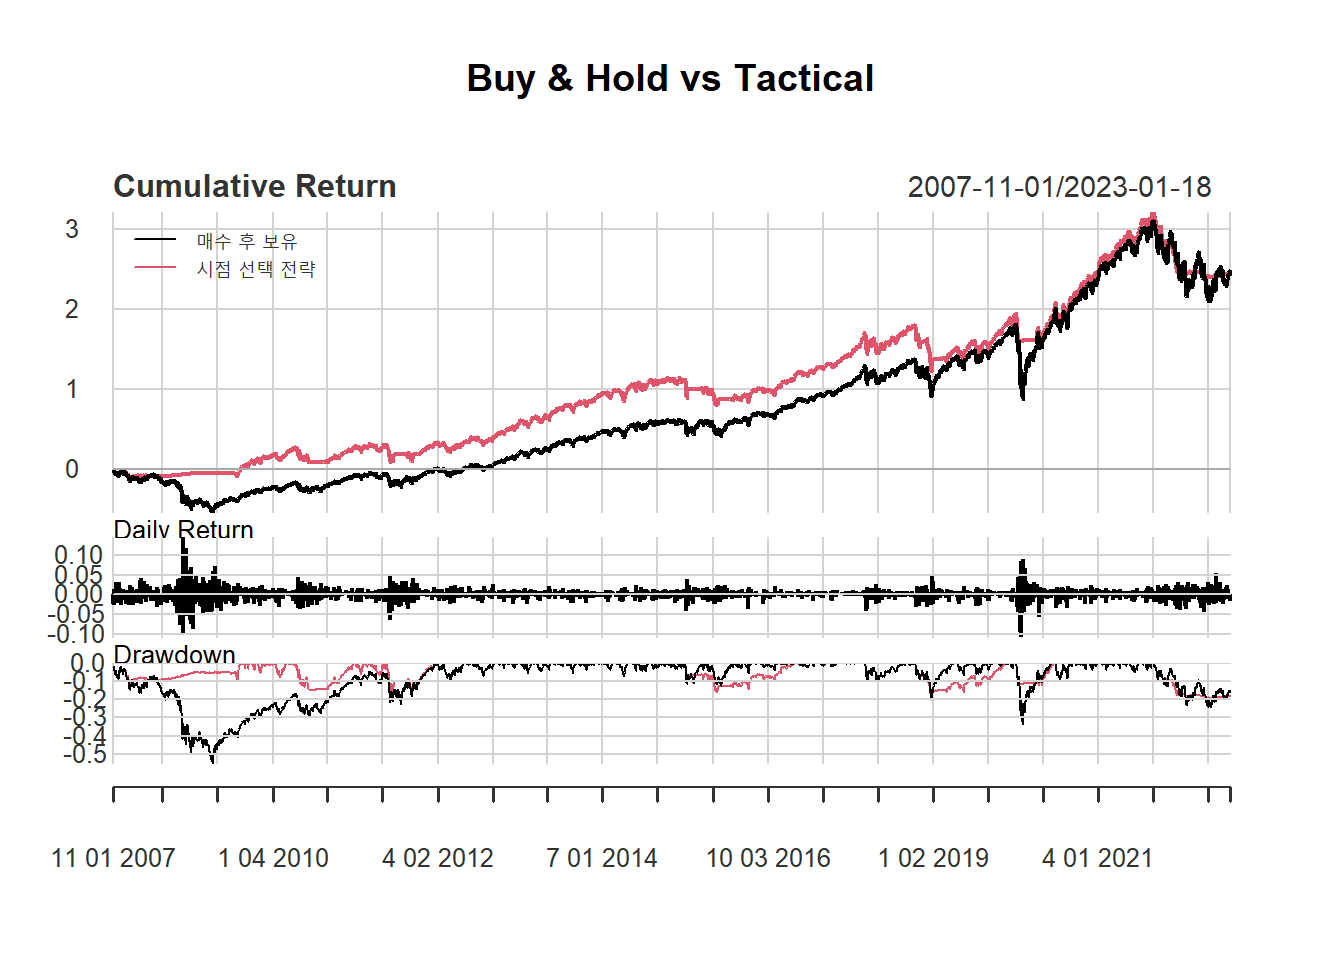 Buy & Hold vs Tactical
Cumulative Return 2007-11-01/2023-01-18
3
2
1
0
매수 후 보유
시점 선택 전략
Daily Return
0.10
0.05
0.00
-0.05
-0.10
Drawdown
0.0
-0.1
-0.2
-0.3
-0.4
-0.5
11 01 2007 1 04 2010 4 02 2012 7 01 2014 10 03 2016 1 02 2019 4 01 2021